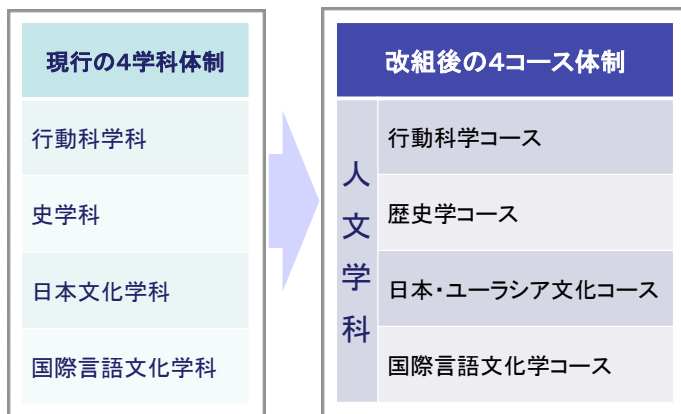 現行の4学科体制
行動科学科
史学科
日本文化学科
国際言語文化学科
改組後の4コース体制
人文学科
行動科学コース
歴史学コース
日本・ユーラシア文化コース
国際言語文化学コース